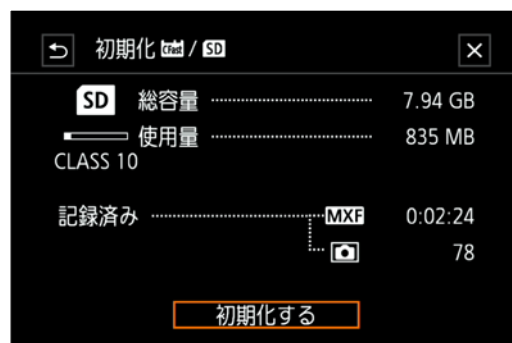 初期化 CFast / SD
SD 総容量 7.94 GB
使用量 835 MB
CLASS 10
記録済み MXF 0:02:24
78
初期化する